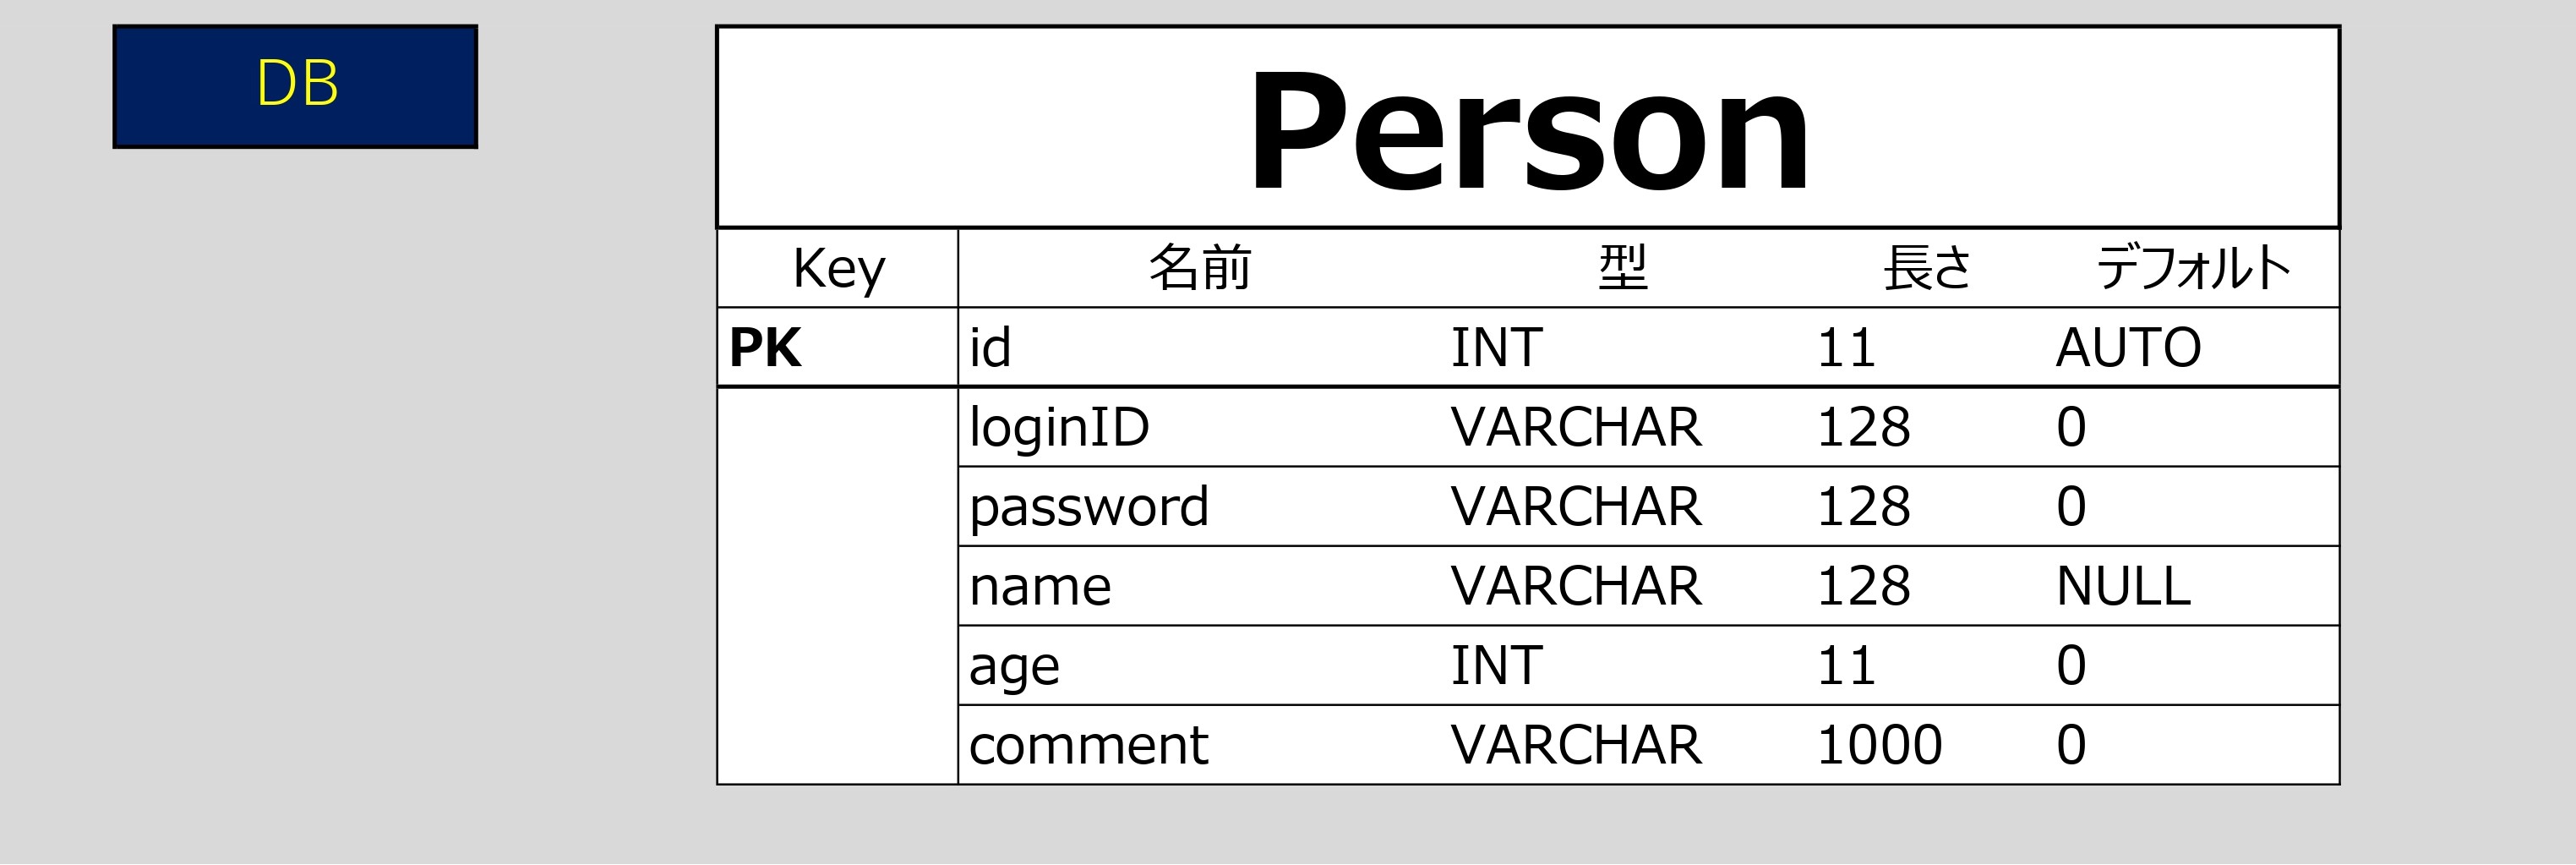 DB
Person
Key 名前 型 長さ デフォルト
PK id INT 11 AUTO
loginID VARCHAR 128 0
password VARCHAR 128 0
name VARCHAR 128 NULL
age INT 11 0
comment VARCHAR 1000 0